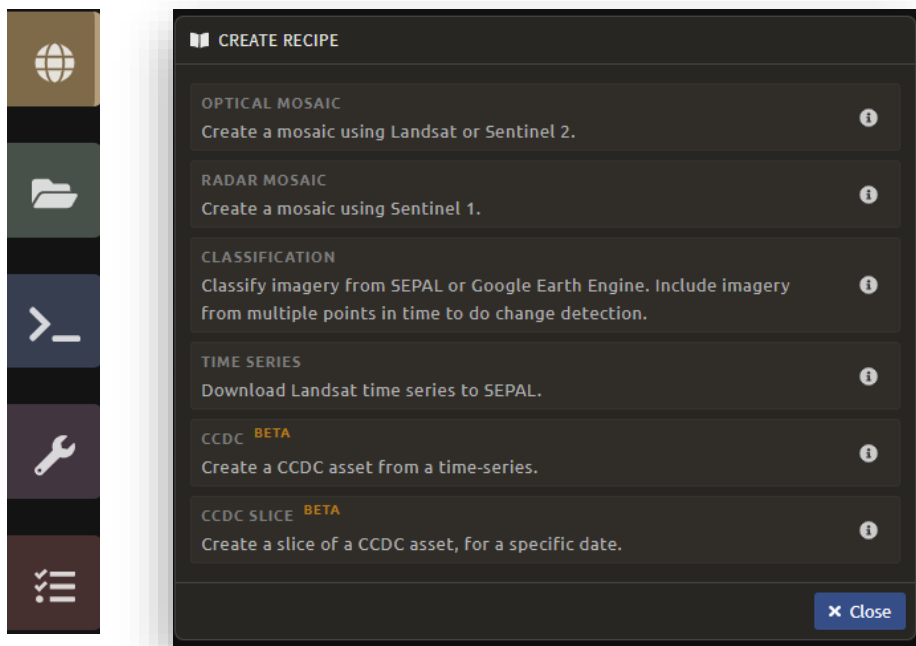 CREATE RECIPE
OPTICAL MOSAIC
Create a mosaic using Landsat or Sentinel 2.
RADAR MOSAIC
Create a mosaic using Sentinel 1.
CLASSIFICATION
Classify imagery from SEPAL or Google Earth Engine. Include imagery
from multiple points in time to do change detection.
TIME SERIES
Download Landsat time series to SEPAL.
CCDC BETA
Create a CCDC asset from a time-series.
CCDC SLICE BETA
Create a slice of a CCDC asset, for a specific date.
Close